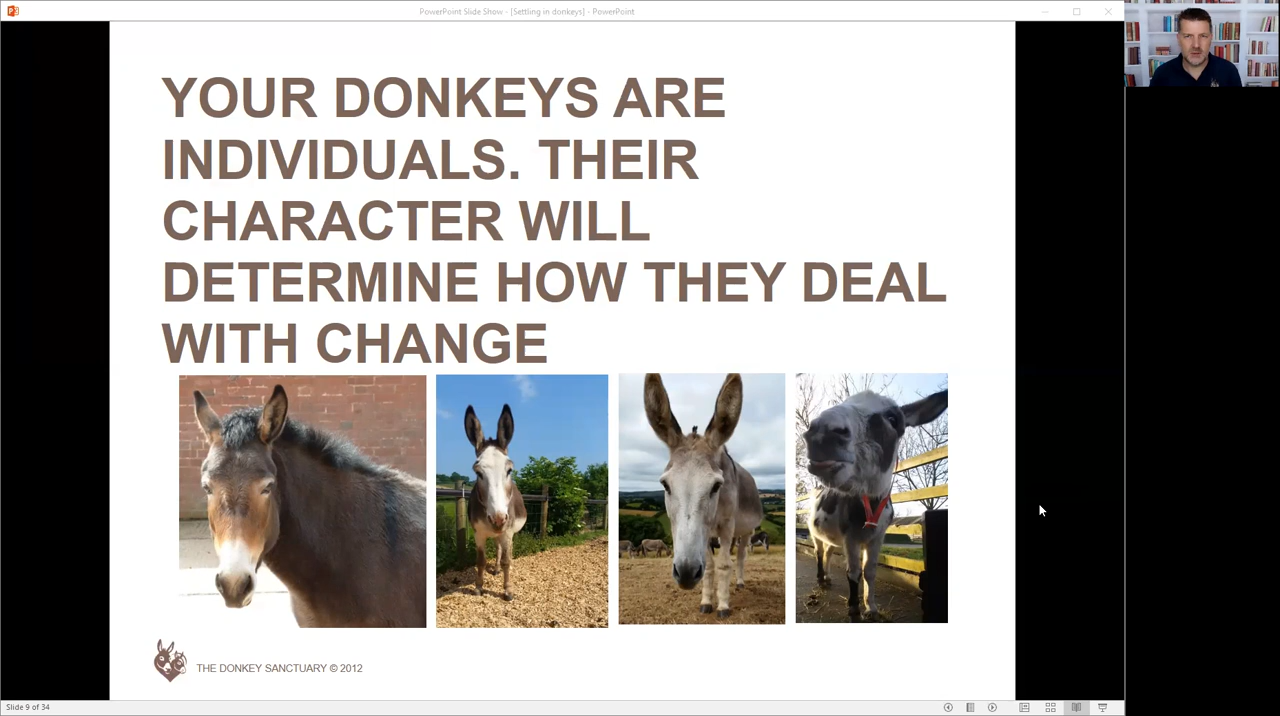 PowerPoint Slide Show - [Settling in donkeys] - PowerPoint
YOUR DONKEYS ARE
INDIVIDUALS. THEIR
CHARACTER WILL
DETERMINE HOW THEY DEAL
WITH CHANGE
THE DONKEY SANCTUARY © 2012
Slide 9 of 34